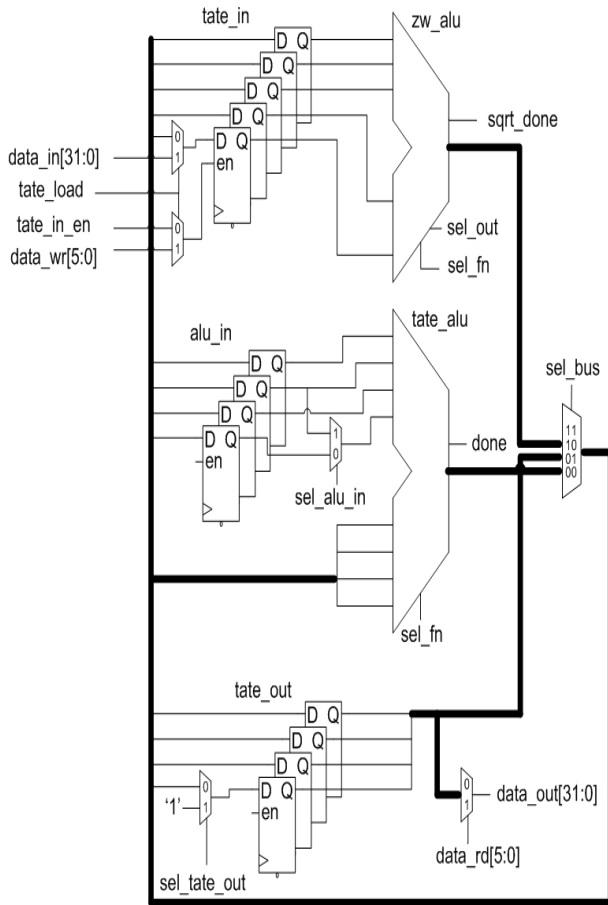 tate_in
zw_alu
D Q
D Q
D Q
D Q
D Q
en
0
1
data_in[31:0]
tate_load
tate_in_en
0
1
data_wr[5:0]
sqrt_done
sel_out
sel_fn
alu_in
tate_alu
D Q
D Q
D Q
D Q
en
1
0
sel_alu_in
done
sel_bus
11
10
01
00
sel_fn
tate_out
D Q
D Q
D Q
D Q
en
0
1
'1'
sel_tate_out
0
1
data_out[31:0]
data_rd[5:0]